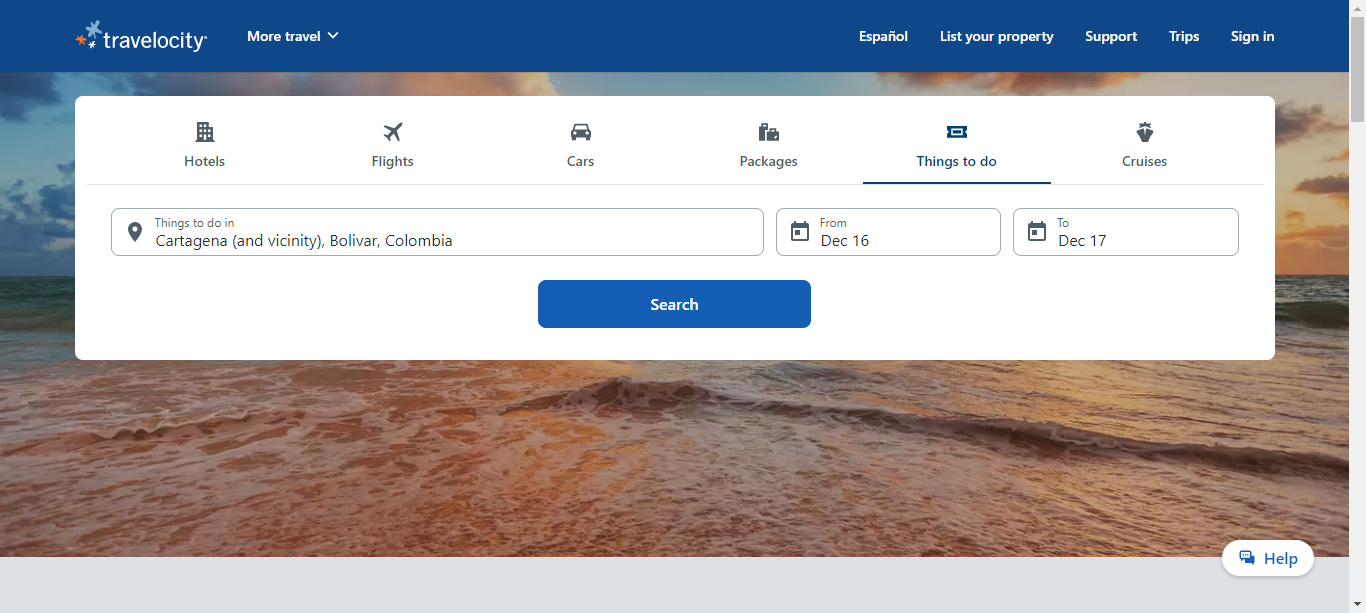 travelocity
More travel
Español
List your property
Support
Trips
Sign in
Hotels
Flights
Cars
Packages
Things to do
Cruises
Things to do in
Cartagena (and vicinity), Bolivar, Colombia
From
Dec 16
To
Dec 17
Search
Help